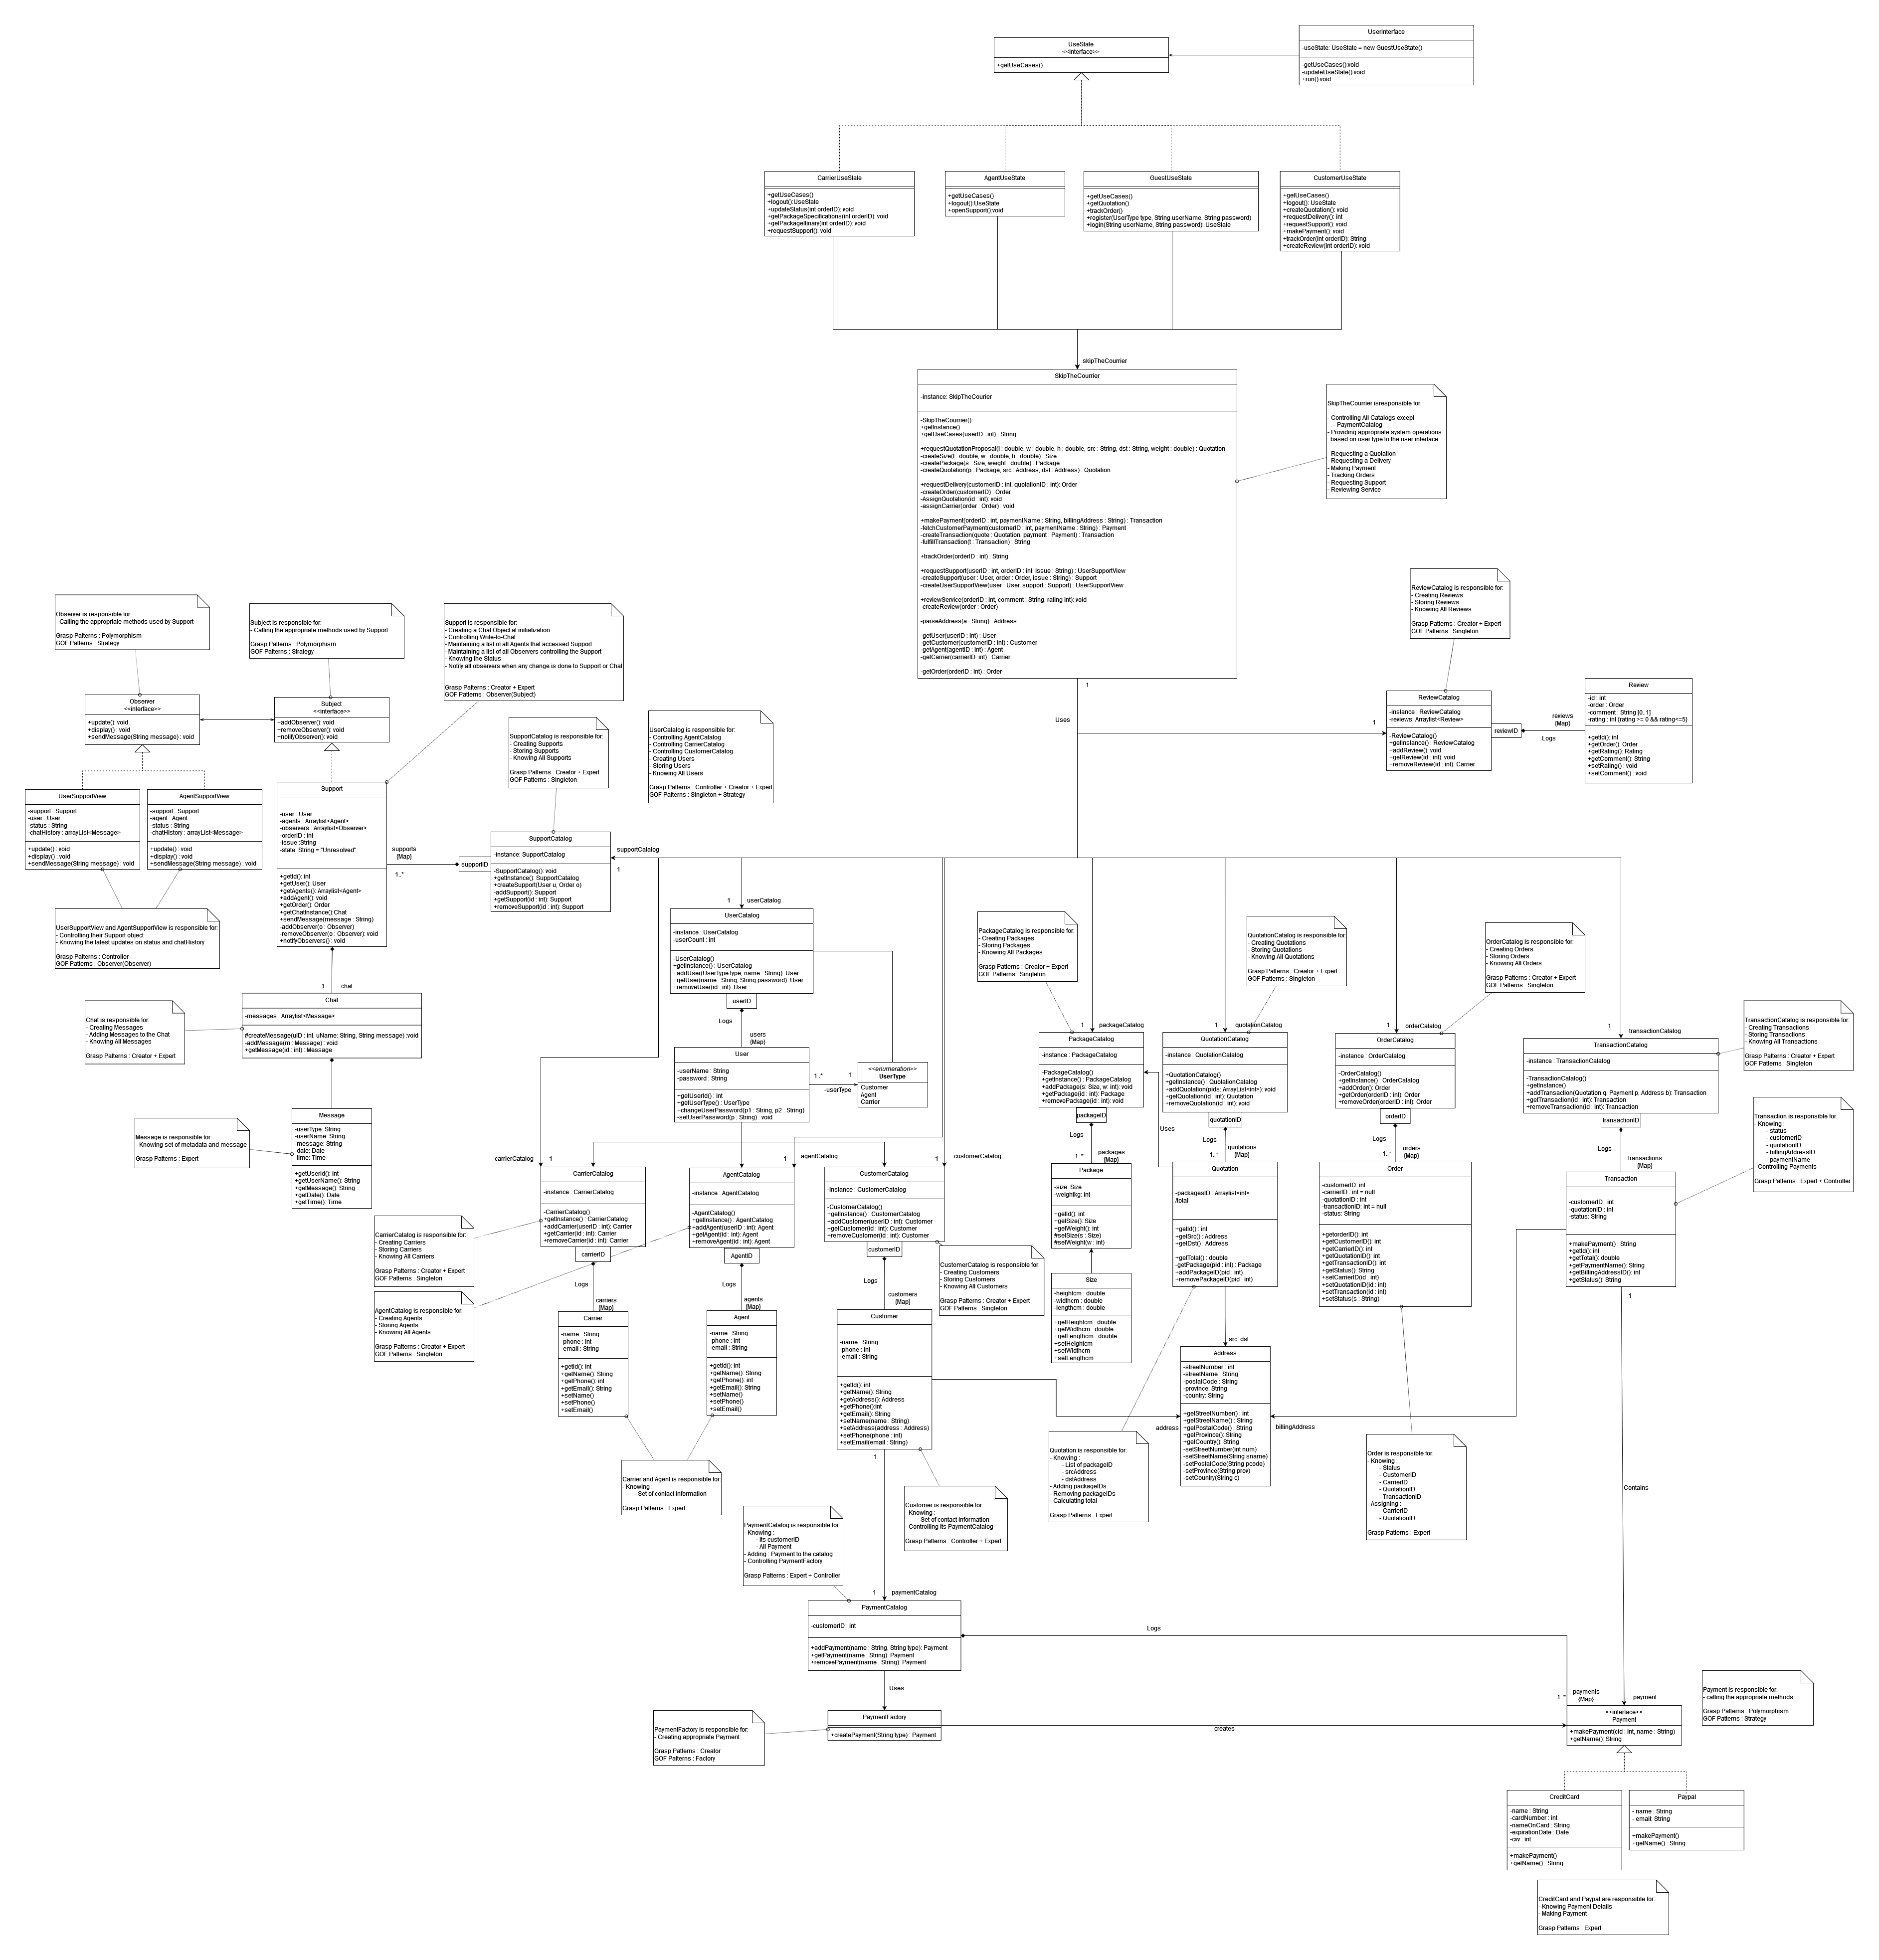 UserInterface
-useState: UseState = new GuestUseState()
-getUseCases():void
-updateUseState():void
+run():void
UseState
<<interface>>
+getUseCases()
CarrierUseState
+getUseCases()
+logout():UseState
+updateStatus(int orderID): void
+getPackageSpecifications(int orderID): void
+getPackageItinary(int orderID): void
+requestSupport(): void
AgentUseState
+getUseCases()
+logout():UseState
+openSupport():void
GuestUseState
+getUseCases()
+getQuotation()
+trackOrder()
+register(UserType type, String userName, String password)
+login(String userName, String password): UseState
CustomerUseState
+getUseCases()
+logout(): UseState
+createQuotation(): void
+requestDelivery(): int
+requestSupport(): void
+makePayment(): void
+trackOrder(int orderID): String
+createReview(int orderID): void
skipTheCourrier
SkipTheCourrier
-instance: SkipTheCourier
-SkipTheCourrier()
+getInstance()
+getUseCases(userID : int) : String
+requestQuotationProposal(l : double, w : double, h : double, src : String, dst : String, weight : double) : Quotation
-createSize(l : double, w : double, h : double) : Size
-createPackage(s : Size, weight : double) : Package
-createQuotation(p : Package, src : Address, dst : Address) : Quotation
+requestDelivery(customerID : int, quotationID : int): Order
-createOrder(customerID) : Order
-AssignQuotation(id : int): void
-assignCarrier(order : Order) : void
+makePayment(orderID : int, paymentName : String, billingAddress : String) : Transaction
-fetchCustomerPayment(customerID : int, paymentName : String) : Payment
-createTransaction(quote : Quotation, payment : Payment) : Transaction
-fulfillTransaction(t : Transaction) : String
+trackOrder(orderID : int) : String
+requestSupport(userID : int, orderID : int, issue : String) : UserSupportView
-createSupport(user : User, order : Order, issue : String) : Support
-createUserSupportView(user : User, support : Support) : UserSupportView
+reviewService(orderID : int, comment : String, rating int): void
-createReview(order : Order)
-parseAddress(a : String) : Address
-getUser(userID : int) : User
-getCustomer(customerID : int) : Customer
-getAgent(agentID : int) : Agent
-getCarrier(carrierID: int) : Carrier
-getOrder(orderID : int) : Order
SkipTheCourrier isresponsible for:
- Controlling All Catalogs except
- PaymentCatalog
- Providing appropriate system operations
based on user type to the user interface
- Requesting a Quotation
- Requesting a Delivery
- Making Payment
- Tracking Orders
- Requesting Support
- Reviewing Service
1
Uses
1
ReviewCatalog is responsible for:
- Creating Reviews
- Storing Reviews
- Knowing All Reviews
Grasp Patterns : Creator + Expert
GOF Patterns : Singleton
ReviewCatalog
-instance : ReviewCatalog
-reviews: Arraylist<Review>
-ReviewCatalog()
+getInstance() : ReviewCatalog
+addReview(): void
+getReview(id : int): void
+removeReview(id : int): Carrier
reviewID
reviews
{Map}
Logs
Review
-id : int
-order : Order
-comment : String [0..1]
-rating : int {rating >= 0 && rating<=5}
+getId(): int
+getOrder(): Order
+getRating(): Rating
+getComment(): String
+setRating() : void
+setComment() : void
Observer is responsible for:
- Calling the appropriate methods used by Support
Grasp Patterns : Polymorphism
GOF Patterns : Strategy
Subject is responsible for:
- Calling the appropriate methods used by Support
Grasp Patterns : Polymorphism
GOF Patterns : Strategy
Support is responsible for:
- Creating a Chat Object at initialization
- Controlling Write-to-Chat
- Maintaining a list of all Agents that accessed Support
- Maintaining a list of all Observers controlling the Support
- Knowing the Status
- Notify all observers when any change is done to Support or Chat
Grasp Patterns : Creator + Expert
GOF Patterns : Observer(Subject)
Observer
<<interface>>
+update(): void
+display() : void
+sendMessage(String message) : void
Subject
<<interface>>
+addObserver(): void
+removeObserver() : void
+notifyObserver() : void
SupportCatalog is responsible for:
- Creating Supports
- Storing Supports
- Knowing All Supports
Grasp Patterns : Creator + Expert
GOF Patterns : Singleton
UserCatalog is responsible for:
- Controlling AgentCatalog
- Controlling CarrierCatalog
- Controlling CustomerCatalog
- Creating Users
- Storing Users
- Knowing All Users
Grasp Patterns : Controller + Creator + Expert
GOF Patterns : Singleton + Strategy
UserSupportView
-support : Support
-user : User
-status : String
-chatHistory : arrayList<Message>
+update() : void
+display() : void
+sendMessage(String message) : void
AgentSupportView
-support : Support
-agent : Agent
-status : String
-chatHistory : arrayList<Message>
+update() : void
+display() : void
+sendMessage(String message) : void
Support
-user : User
-agents : Arraylist<Agent>
-observrers : Arraylist<Observer>
-orderID : int
-issue :String
-state: String = "Unresolved"
+getId(): int
+getUser(): User
+getAgents(): Arraylist<Agent>
+addAgent(): void
+getOrder(): Order
+getChatInstance():Chat
+sendMessage(message : String)
-addObserver(o : Observer)
-removeObserver(o : Observer): void
+notifyObservers() : void
supports
{Map}
1..*
supportID
SupportCatalog
-instance: SupportCatalog
-SupportCatalog(): void
+getInstance(): SupportCatalog
+createSupport(User u, Order o)
-addSupport(): Support
+getSupport(id : int): Support
+removeSupport(id : int): Support
supportCatalog
1
UserSupportView and AgentSupportView is responsible for:
- Controlling their Support object
- Knowing the latest updates on status and chatHistory
Grasp Patterns : Controller
GOF Patterns : Observer(Observer)
1
chat
Chat is responsible for:
- Creating Messages
- Adding Messages to the Chat
- Knowing All Messages
Grasp Patterns : Creator + Expert
Chat
-messages : Arraylist<Message>
#createMessage(uID : int, uName: String, String message) :void
-addMessage(m : Message) : void
+getMessage(id : int) : Message
Message is responsible for:
- Knowing set of metadata and message
Grasp Patterns : Expert
Message
-userType: String
-userName: String
-message: String
-date: Date
-time: Time
+getUserId(): int
+getUserName(): String
+getMessage(): String
+getDate(): Date
+getTime(): Time
1
userCatalog
UserCatalog
-instance : UserCatalog
-userCount : int
-UserCatalog()
+getInstance() : UserCatalog
+addUser(UserType type, name : String): User
+getUser(name : String, String password): User
+removeUser(id : int): User
userID
Logs
users
{Map}
User
-userName : String
-password : String
+getUserId() : int
+getUserType() : UserType
+changeUserPassword(p1 : String, p2 : String)
-setUserPassword(p : String) : void
1..*
1
-userType
<<enumeration>>
UserType
Customer
Agent
Carrier
PackageCatalog is responsible for:
- Creating Packages
- Storing Packages
- Knowing All Packages
Grasp Patterns : Creator + Expert
GOF Patterns : Singleton
QuotationCatalog is responsible for:
- Creating Quotations
- Storing Quotations
- Knowing All Quotations
Grasp Patterns : Creator + Expert
GOF Patterns : Singleton
OrderCatalog is responsible for:
- Creating Orders
- Storing Orders
- Knowing All Orders
Grasp Patterns : Creator + Expert
GOF Patterns : Singleton
TransactionCatalog is responsible for:
- Creating Transactions
- Storing Transactions
- Knowing All Transactions
Grasp Patterns : Creator + Expert
GOF Patterns : Singleton
1
packageCatalog
PackageCatalog
-instance : PackageCatalog
-PackageCatalog()
+getInstance() : PackageCatalog
+addPackage(s: Size, w: int): void
+getPackage(id : int): Package
+removePackage(id : int): void
packageID
Logs
Uses
1..*
packages
{Map}
1
quotationCatalog
QuotationCatalog
-instance : QuotationCatalog
+QuotationCatalog()
+getInstance() : QuotationCatalog
+addQuotation(pids: ArrayList<int>): void
+getQuotation(id : int): Quotation
+removeQuotation(id : int): void
quotationID
Logs
quotations
1..*
{Map}
1
orderCatalog
OrderCatalog
-instance : OrderCatalog
-OrderCatalog()
+getInstance() : OrderCatalog
+addOrder(): Order
+getOrder(orderID : int): Order
+removeOrder(orderID : int): Order
orderID
Logs
orders
1..*
{Map}
1
transactionCatalog
TransactionCatalog
-instance : TransactionCatalog
-TransactionCatalog()
+getInstance()
+addTransaction(Quotation q, Payment p, Address b) : Transaction
+getTransaction(id : int): Transaction
+removeTransaction(id : int): Transaction
transactionID
Logs
transactions
{Map}
Transaction is responsible for:
- Knowing :
- status
- customerID
- quotationID
- billingAddressID
- paymentName
- Controlling Payments
Grasp Patterns : Expert + Controller
carrierCatalog
1
CarrierCatalog
-instance : CarrierCatalog
-CarrierCatalog()
+getInstance() : CarrierCatalog
+addCarrier(userID : int): Carrier
+getCarrier(id : int): Carrier
+removeCarrier(id : int): Carrier
carrierID
Logs
carriers
{Map}
agentCatalog
1
AgentCatalog
-instance : AgentCatalog
-AgentCatalog()
+getInstance() : AgentCatalog
+addAgent(userID : int): Agent
+getAgent(id : int): Agent
+removeAgent(id : int): Agent
AgentID
Logs
agents
{Map}
1
customerCatalog
CustomerCatalog
-instance : CustomerCatalog
-CustomerCatalog()
+getInstance() : CustomerCatalog
+addCustomer(userID : int): Customer
+getCustomer(id : int): Customer
+removeCustomer(id : int): Customer
customerID
Logs
customers
{Map}
CarrierCatalog is responsible for:
- Creating Carriers
- Storing Carriers
- Knowing All Carriers
Grasp Patterns : Creator + Expert
GOF Patterns : Singleton
AgentCatalog is responsible for:
- Creating Agents
- Storing Agents
- Knowing All Agents
Grasp Patterns : Creator + Expert
GOF Patterns : Singleton
CustomerCatalog is responsible for:
- Creating Customers
- Storing Customers
- Knowing All Customers
Grasp Patterns : Creator + Expert
GOF Patterns : Singleton
Package
-size: Size
-weightkg: int
+getId(): int
+getSize(): Size
+getWeight(): int
#setSize(s : Size)
#setWeight(w : int)
Size
-heightcm : double
-widthcm : double
-lengthcm : double
+getHeightcm : double
+getWidthcm : double
+getLengthcm : double
+setHeightcm
+setWidthcm
+setLengthcm
Quotation
-packagesID : Arraylist<int>
/total
+getId() : int
+getSrc() : Address
+getDst() : Address
+getTotal() : double
-getPackage(pid : int) : Package
+addPackageID(pid : int)
+removePackageID(pid : int)
src, dst
Order
-customerID: int
-carrierID : int = null
-quotationID : int
-transactionID: int = null
-status: String
+getorderID(): int
+getCustomerID(): int
+getCarrierID(): int
+getQuotationID(): int
+getTransactionID(): int
+getStatus(): String
+setCarrierID(id : int)
+setQuotationID(id : int)
+setTransaction(id : int)
+setStatus(s : String)
Transaction
-customerID : int
-quotationID : int
-status: String
+makePayment() : String
+getId(): int
+getTotal(): double
+getPaymentName(): String
+getBillingAddressID(): int
+getStatus(): String
1
Carrier
-name : String
-phone : int
-email : String
+getId(): int
+getName(): String
+getPhone(): int
+getEmail(): String
+setName()
+setPhone()
+setEmail()
Agent
-name : String
-phone : int
-email : String
+getId(): int
+getName(): String
+getPhone(): int
+getEmail(): String
+setName()
+setPhone()
+setEmail()
Customer
-name : String
-phone : int
-email : String
+getId(): int
+getName(): String
+getAddress(): Address
+getPhone():int
+getEmail(): String
+setName(name : String)
+setAddress(address : Address)
+setPhone(phone : int)
+setEmail(email : String)
1
Address
-streetNumber : int
-streetName : String
-postalCode : String
-province: String
-country: String
+getStreetNumber() : int
+getStreetName() : String
+getPostalCode() : String
+getProvince(): String
+getCountry(): String
-setStreetNumber(int num)
-setStreetName(String sname)
-setPostalCode(String pcode)
-setProvince(String prov)
-setCountry(String c)
address
billingAddress
Carrier and Agent is responsible for:
- Knowing :
- Set of contact information
Grasp Patterns : Expert
Quotation is responsible for:
- Knowing :
- List of packageID
- srcAddress
- dstAddress
- Adding packageIDs
- Removing packageIDs
- Calculating total
Grasp Patterns : Expert
Order is responsible for:
- Knowing :
- Status
- CustomerID
- CarrierID
- QuotationID
- TransactionID
- Assigning :
- CarrierID
- QuotationID
Grasp Patterns : Expert
Customer is responsible for:
- Knowing :
- Set of contact information
- Controlling its PaymentCatalog
Grasp Patterns : Controller + Expert
PaymentCatalog is responsible for:
- Knowing :
- its customerID
- All Payment
- Adding : Payment to the catalog
- Controlling PaymentFactory
Grasp Patterns : Expert + Controller
Contains
1
paymentCatalog
PaymentCatalog
-customerID : int
+addPayment(name : String, String type): Payment
+getPayment(name : String): Payment
+removePayment(name : String): Payment
Logs
Uses
PaymentFactory is responsible for:
- Creating appropriate Payment
Grasp Patterns : Creator
GOF Patterns : Factory
PaymentFactory
+createPayment(String type) : Payment
creates
1..*
payments
{Map}
payment
<<interface>>
Payment
+makePayment(cid : int, name : String)
+getName(): String
Payment is responsible for:
- calling the appropriate methods
Grasp Patterns : Polymorphism
GOF Patterns : Strategy
CreditCard
-name : String
-cardNumber : int
-nameOnCard : String
-expirationDate : Date
-cvv : int
+makePayment()
+getName() : String
Paypal
- name : String
- email: String
+makePayment()
+getName() : String
CreditCard and Paypal are responsible for:
- Knowing Payment Details
- Making Payment
Grasp Patterns : Expert